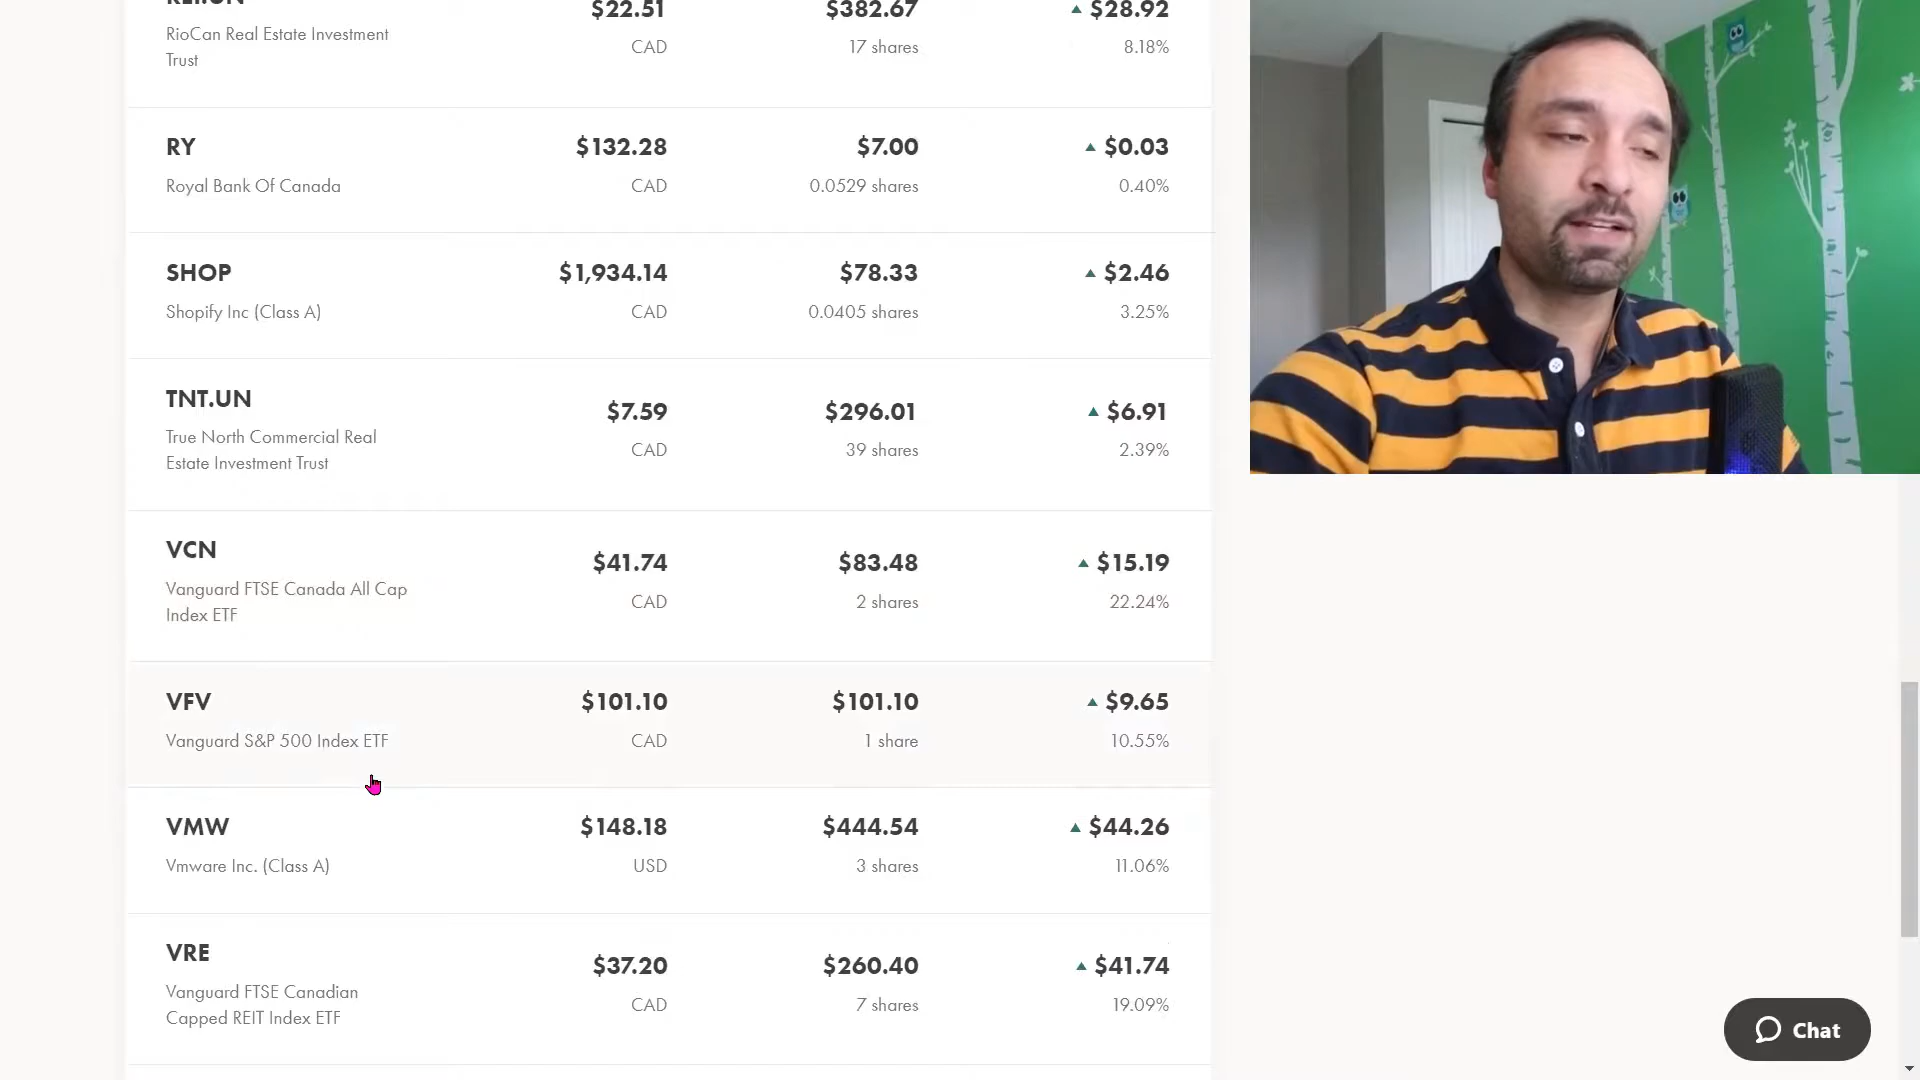 $22.51 $382.67 ▲ $28.92
RioCan Real Estate Investment
Trust
CAD 17 shares 8.18%
RY $132.28 $7.00 ▲ $0.03
Royal Bank Of Canada CAD 0.0529 shares 0.40%
SHOP $1,934.14 $78.33 ▲ $2.46
Shopify Inc (Class A) CAD 0.0405 shares 3.25%
TNT.UN $7.59 $296.01 ▲ $6.91
True North Commercial Real
Estate Investment Trust
CAD 39 shares 2.39%
VCN $41.74 $83.48 ▲ $15.19
Vanguard FTSE Canada All Cap
Index ETF
CAD 2 shares 22.24%
VFV $101.10 $101.10 ▲ $9.65
Vanguard S&P 500 Index ETF CAD 1 share 10.55%
VMW $148.18 $444.54 ▲ $44.26
Vmware Inc. (Class A) USD 3 shares 11.06%
VRE $37.20 $260.40 ▲ $41.74
Vanguard FTSE Canadian
Capped REIT Index ETF
CAD 7 shares 19.09%
Chat